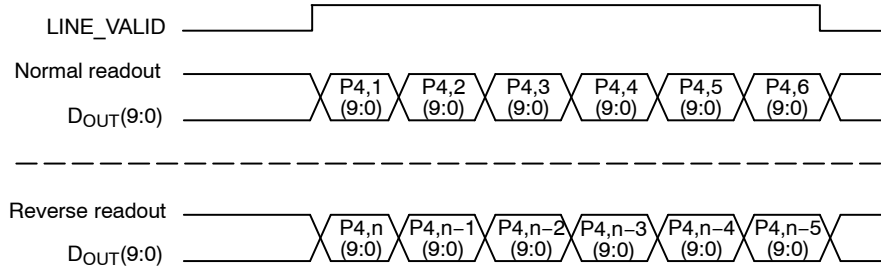 LINE_VALID
Normal readout
P4,1 P4,2 P4,3 P4,4 P4,5 P4,6
(9:0) (9:0) (9:0) (9:0) (9:0) (9:0)
DOUT(9:0)
Reverse readout
P4,n P4,n−1 P4,n−2 P4,n−3 P4,n−4 P4,n−5
(9:0) (9:0) (9:0) (9:0) (9:0) (9:0)
DOUT(9:0)